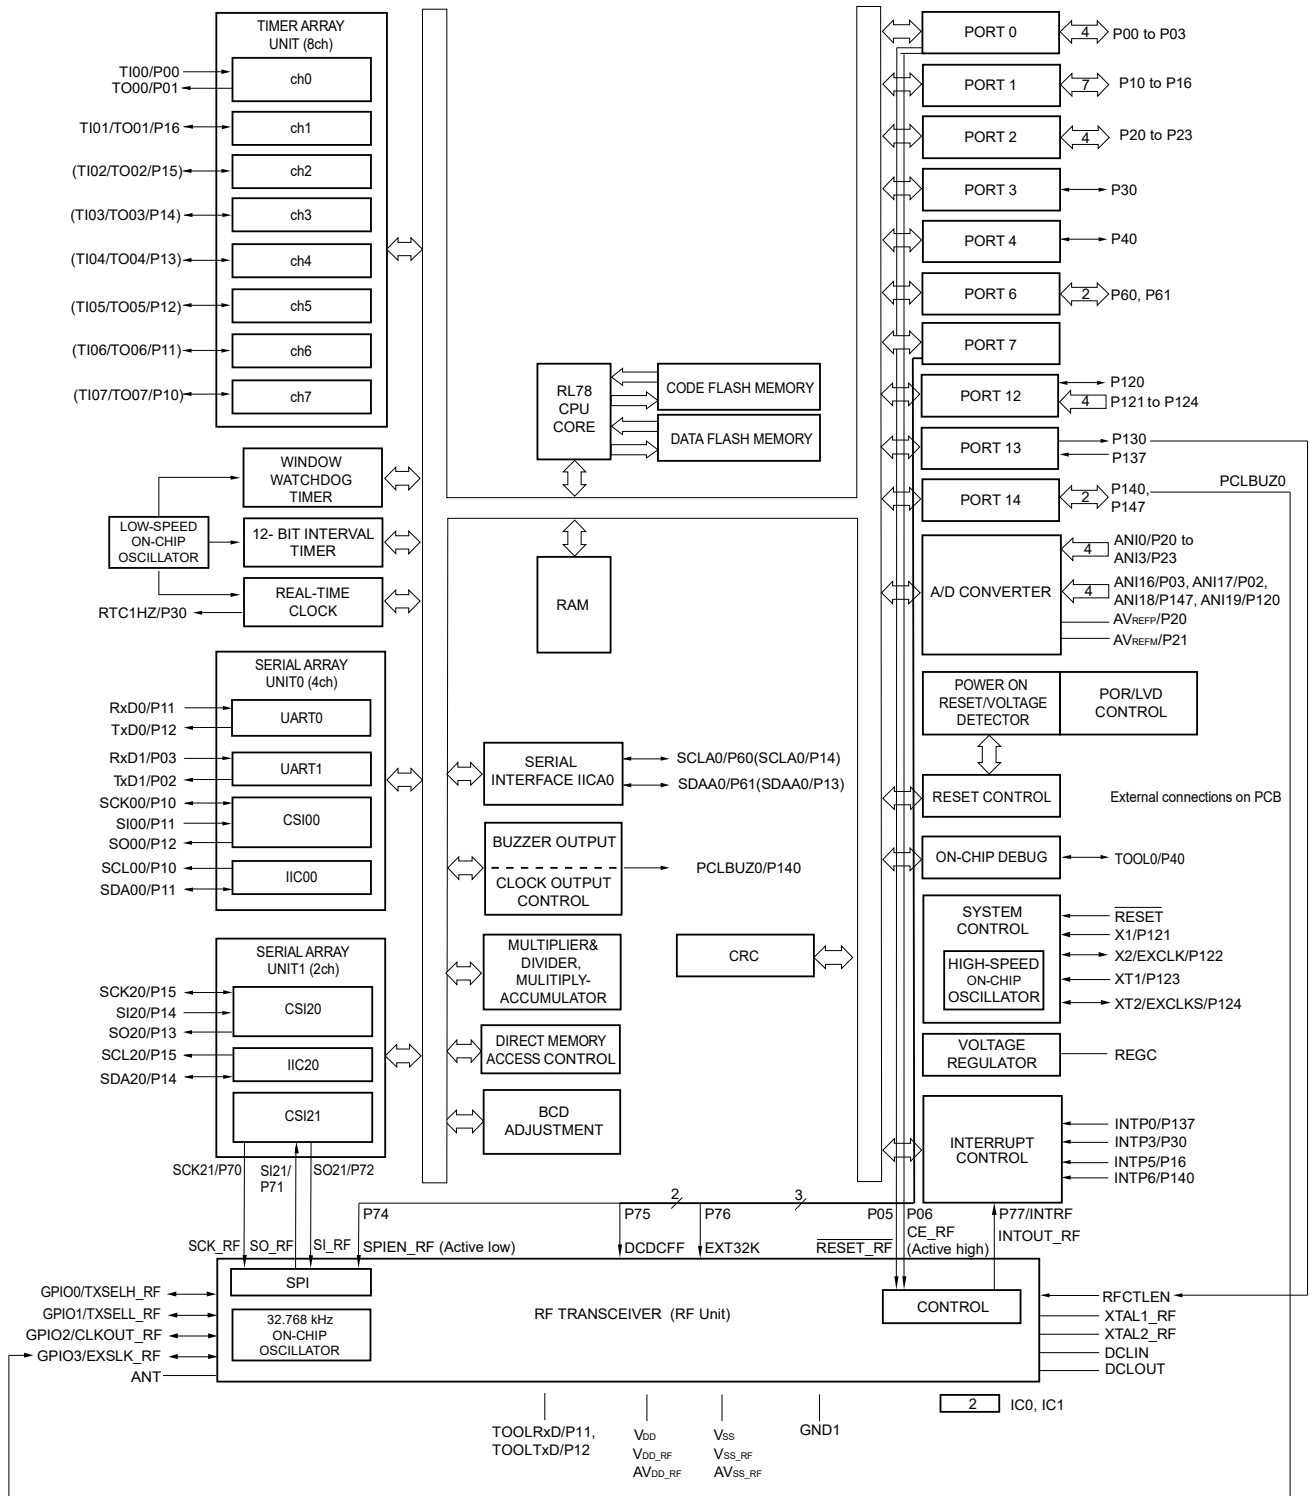 TIMER ARRAY
UNIT (8ch)
TI00/P00
TO00/P01
ch0
TI01/TO01/P16
ch1
(TI02/TO02/P15)
ch2
(TI03/TO03/P14)
ch3
(TI04/TO04/P13)
ch4
(TI05/TO05/P12)
ch5
(TI06/TO06/P11)
ch6
(TI07/TO07/P10)
ch7
WINDOW
WATCHDOG
TIMER
LOW-SPEED
ON-CHIP
OSCILLATOR
12- BIT INTERVAL
TIMER
REAL-TIME
CLOCK
RTC1HZ/P30
SERIAL ARRAY
UNIT0 (4ch)
RxD0/P11
TxD0/P12
UART0
RxD1/P03
TxD1/P02
UART1
SCK00/P10
SI00/P11
SO00/P12
CSI00
SCL00/P10
SDA00/P11
IIC00
SERIAL ARRAY
UNIT1 (2ch)
SCK20/P15
SI20/P14
SO20/P13
CSI20
SCL20/P15
SDA20/P14
IIC20
CSI21
SCK21/P70
SI21/
P71
SO21/P72
RL78
CPU
CORE
CODE FLASH MEMORY
DATA FLASH MEMORY
RAM
SERIAL
INTERFACE IICA0
SCLA0/P60(SCLA0/P14)
SDAA0/P61(SDAA0/P13)
BUZZER OUTPUT
CLOCK OUTPUT
CONTROL
PCLBUZ0/P140
MULTIPLIER&
DIVIDER,
MULTIPLY-
ACCUMULATOR
CRC
DIRECT MEMORY
ACCESS CONTROL
BCD
ADJUSTMENT
PORT 0
4
P00 to P03
PORT 1
7
P10 to P16
PORT 2
4
P20 to P23
PORT 3
P30
PORT 4
P40
PORT 6
2
P60, P61
PORT 7
PORT 12
P120
4
P121 to P124
PORT 13
P130
P137
PORT 14
2
P140,
P147
PCLBUZ0
A/D CONVERTER
4
ANI0/P20 to
ANI3/P23
4
ANI16/P03, ANI17/P02,
ANI18/P147, ANI19/P120
AVREFP/P20
AVREFM/P21
POWER ON
RESET/VOLTAGE
DETECTOR
POR/LVD
CONTROL
RESET CONTROL
External connections on PCB
ON-CHIP DEBUG
TOOL0/P40
SYSTEM
CONTROL
HIGH-SPEED
ON-CHIP
OSCILLATOR
RESET
X1/P121
X2/EXCLK/P122
XT1/P123
XT2/EXCLKS/P124
VOLTAGE
REGULATOR
REGC
INTERRUPT
CONTROL
INTP0/P137
INTP3/P30
INTP5/P16
INTP6/P140
2
3
P74
P75
P76
P05
P06
P77/INTRF
SCK_RF
SO_RF
SI_RF
SPIEN_RF (Active low)
DCDCFF
EXT32K
RESET_RF
CE_RF
(Active high)
INTOUT_RF
SPI
32.768 kHz
ON-CHIP
OSCILLATOR
RF TRANSCEIVER (RF Unit)
CONTROL
GPIO0/TXSELH_RF
GPIO1/TXSELL_RF
GPIO2/CLKOUT_RF
GPIO3/EXSLK_RF
ANT
RFCTLEN
XTAL1_RF
XTAL2_RF
DCLIN
DCLOUT
2
IC0, IC1
TOOLRxD/P11,
TOOLTxD/P12
VDD
VDD_RF
AVDD_RF
VSS
VSS_RF
AVSS_RF
GND1